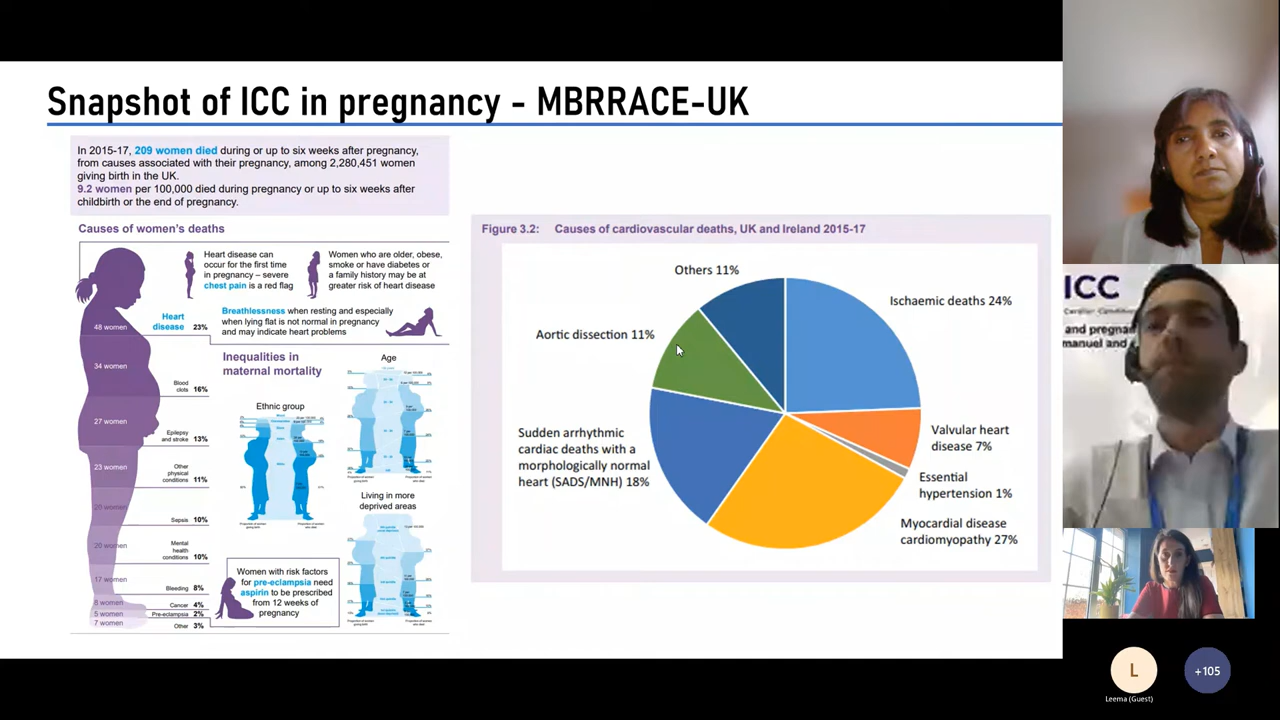 Snapshot of ICC in pregnancy - MBRRACE-UK
In 2015-17, 209 women died during or up to six weeks after pregnancy,
from causes associated with their pregnancy, among 2,280,451 women
giving birth in the UK.
9.2 women per 100,000 died during pregnancy or up to six weeks after
childbirth or the end of pregnancy.
Causes of women's deaths
Heart disease can
occur for the first time
in pregnancy – severe
chest pain is a red flag
Women who are older, obese,
smoke or have diabetes or
a family history may be at
greater risk of heart disease
Breathlessness when resting and especially
when lying flat is not normal in pregnancy
and may indicate heart problems
48 women
Heart
disease 23%
34 women
Blood
clots 16%
27 women
Epilepsy
and stroke 13%
23 women
Other
physical
conditions 11%
20 women
Sepsis 10%
20 women
Mental
health
conditions 10%
17 women
Bleeding 8%
8 women
Cancer 4%
5 women
Pre-eclampsia 2%
7 women
Other 3%
Inequalities in
maternal mortality
Ethnic group
Age
Living in more
deprived areas
Women with risk factors
for pre-eclampsia need
aspirin to be prescribed
from 12 weeks of
pregnancy
Figure 3.2: Causes of cardiovascular deaths, UK and Ireland 2015-17
Others 11%
Ischaemic deaths 24%
Aortic dissection 11%
Sudden arrhythmic
cardiac deaths with a
morphologically normal
heart (SADS/MNH) 18%
Valvular heart
disease 7%
Essential
hypertension 1%
Myocardial disease
cardiomyopathy 27%
ICC
and pregna
manuel and
L
+105
Leema (Guest)